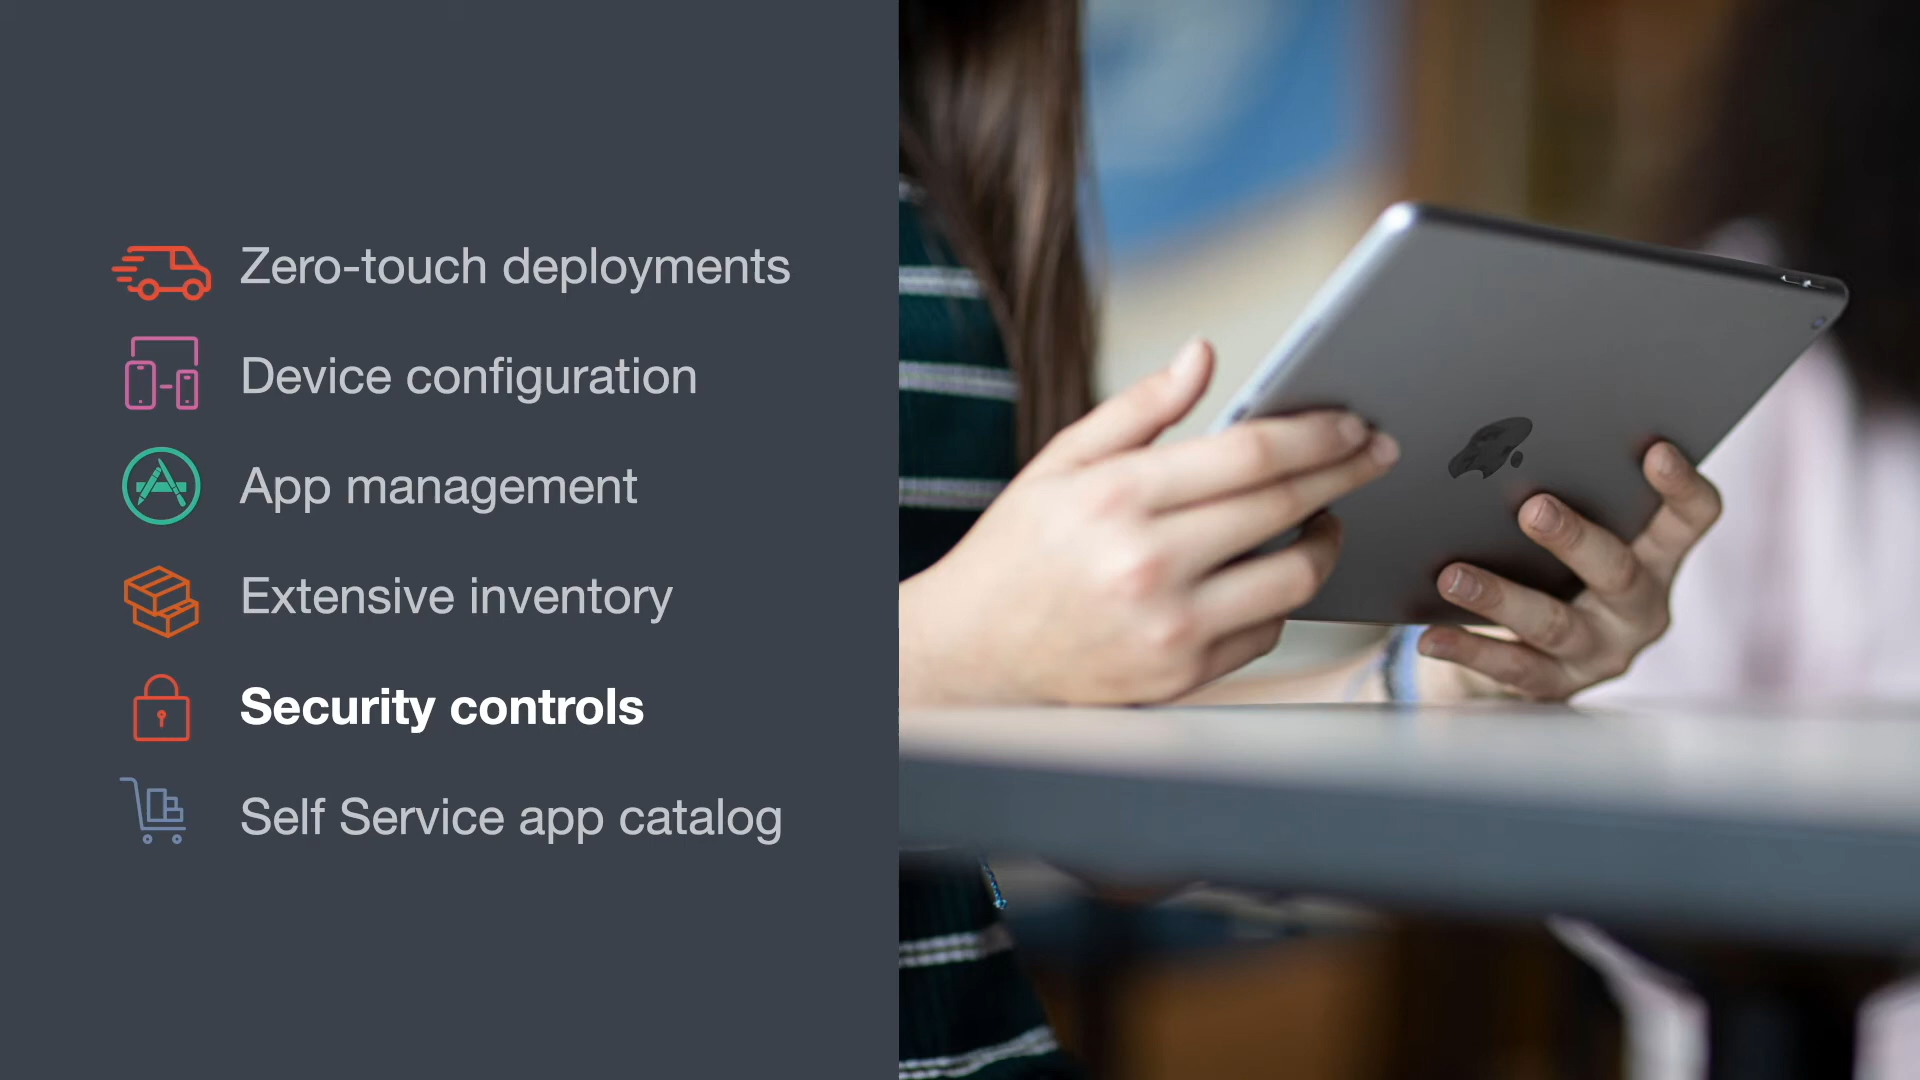 Zero-touch deployments
Device configuration
App management
Extensive inventory
Security controls
Self Service app catalog